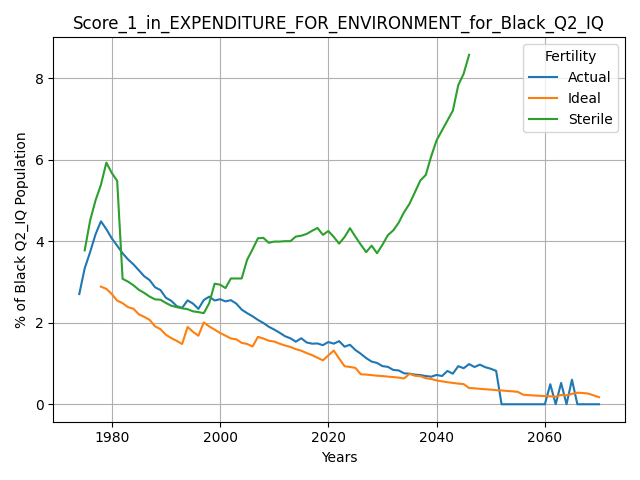 Score_1_in_EXPENDITURE_FOR_ENVIRONMENT_for_Black_Q2_IQ
Fertility
Actual
Ideal
Sterile
% of Black Q2_IQ Population
8
6
4
2
0
1980 2000 2020 2040 2060
Years